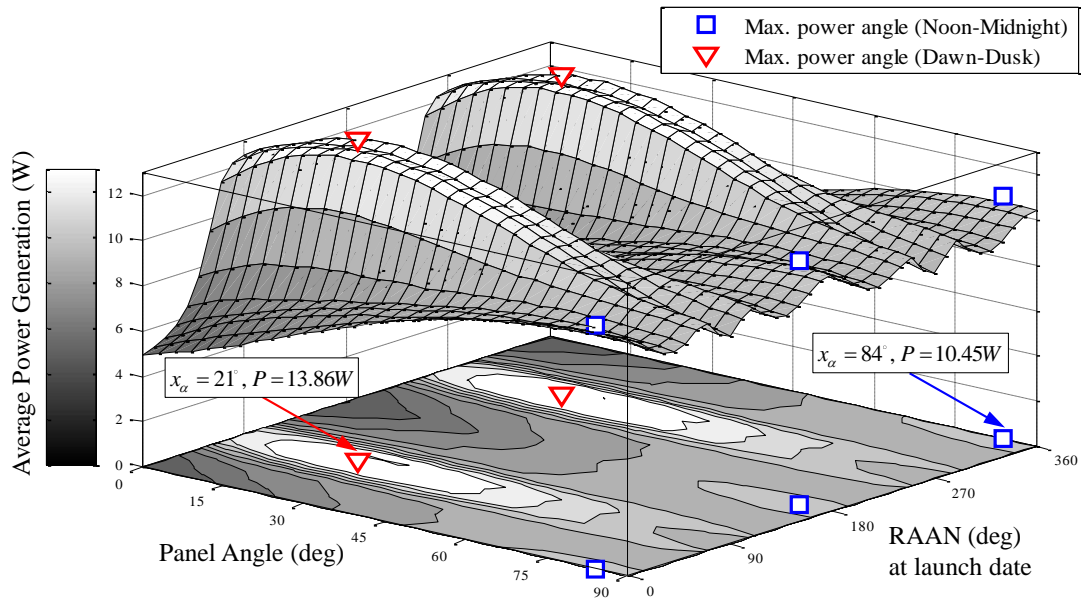 Max. power angle (Noon-Midnight)
Max. power angle (Dawn-Dusk)
Average Power Generation (W)
12
10
8
6
4
2
0
x_α = 21°, P = 13.86W
x_α = 84°, P = 10.45W
0
15
30
45
60
75
90
Panel Angle (deg)
0
90
180
270
360
RAAN (deg)
at launch date